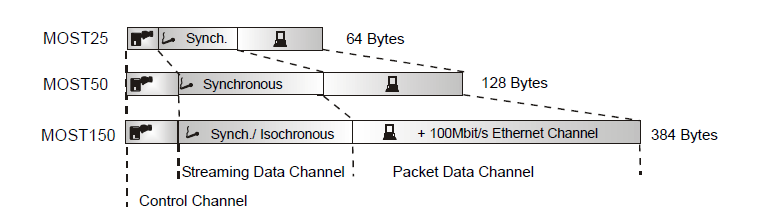 MOST25 Synch. 64 Bytes
MOST50 Synchronous 128 Bytes
MOST150 Synch./ Isochronous + 100Mbit/s Ethernet Channel 384 Bytes
Streaming Data Channel Packet Data Channel
Control Channel